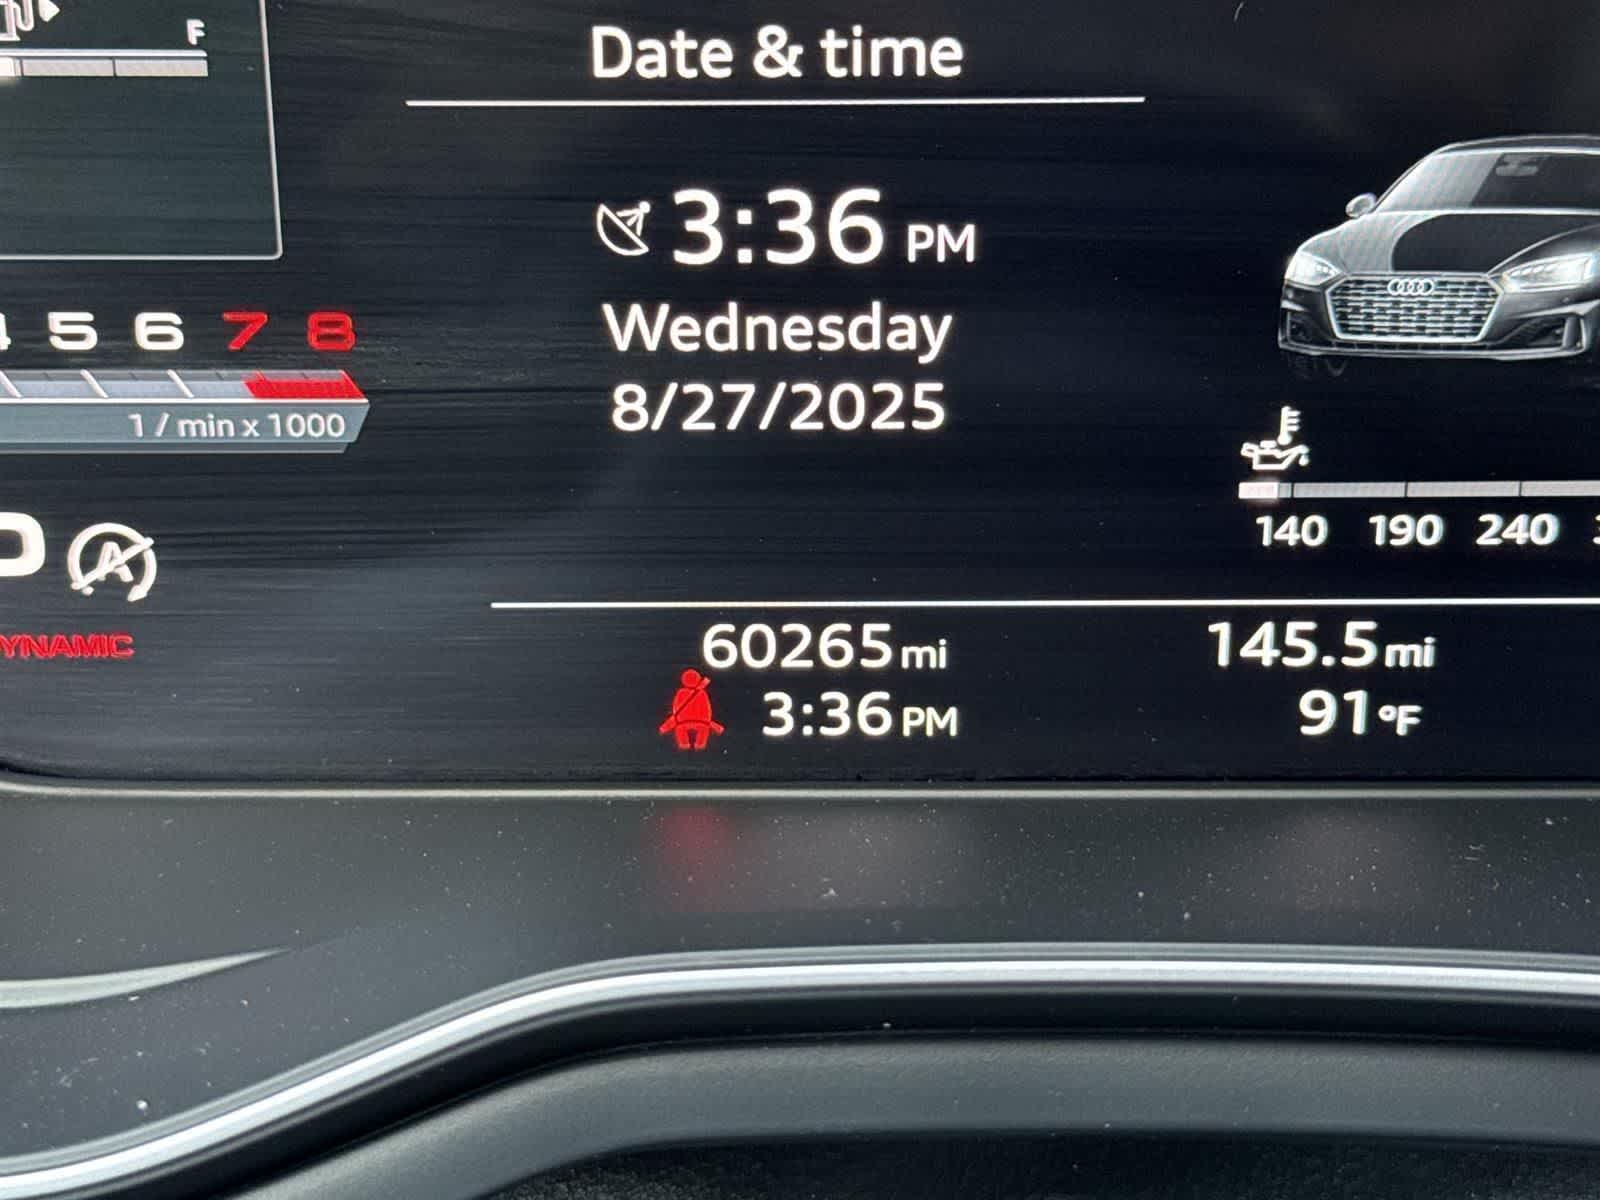 F
Date & time
3:36 PM
Wednesday
8/27/2025
5 6 7 8
1 / min x 1000
A
140 190 240
DYNAMIC
60265 mi 145.5 mi
3:36 PM 91 °F